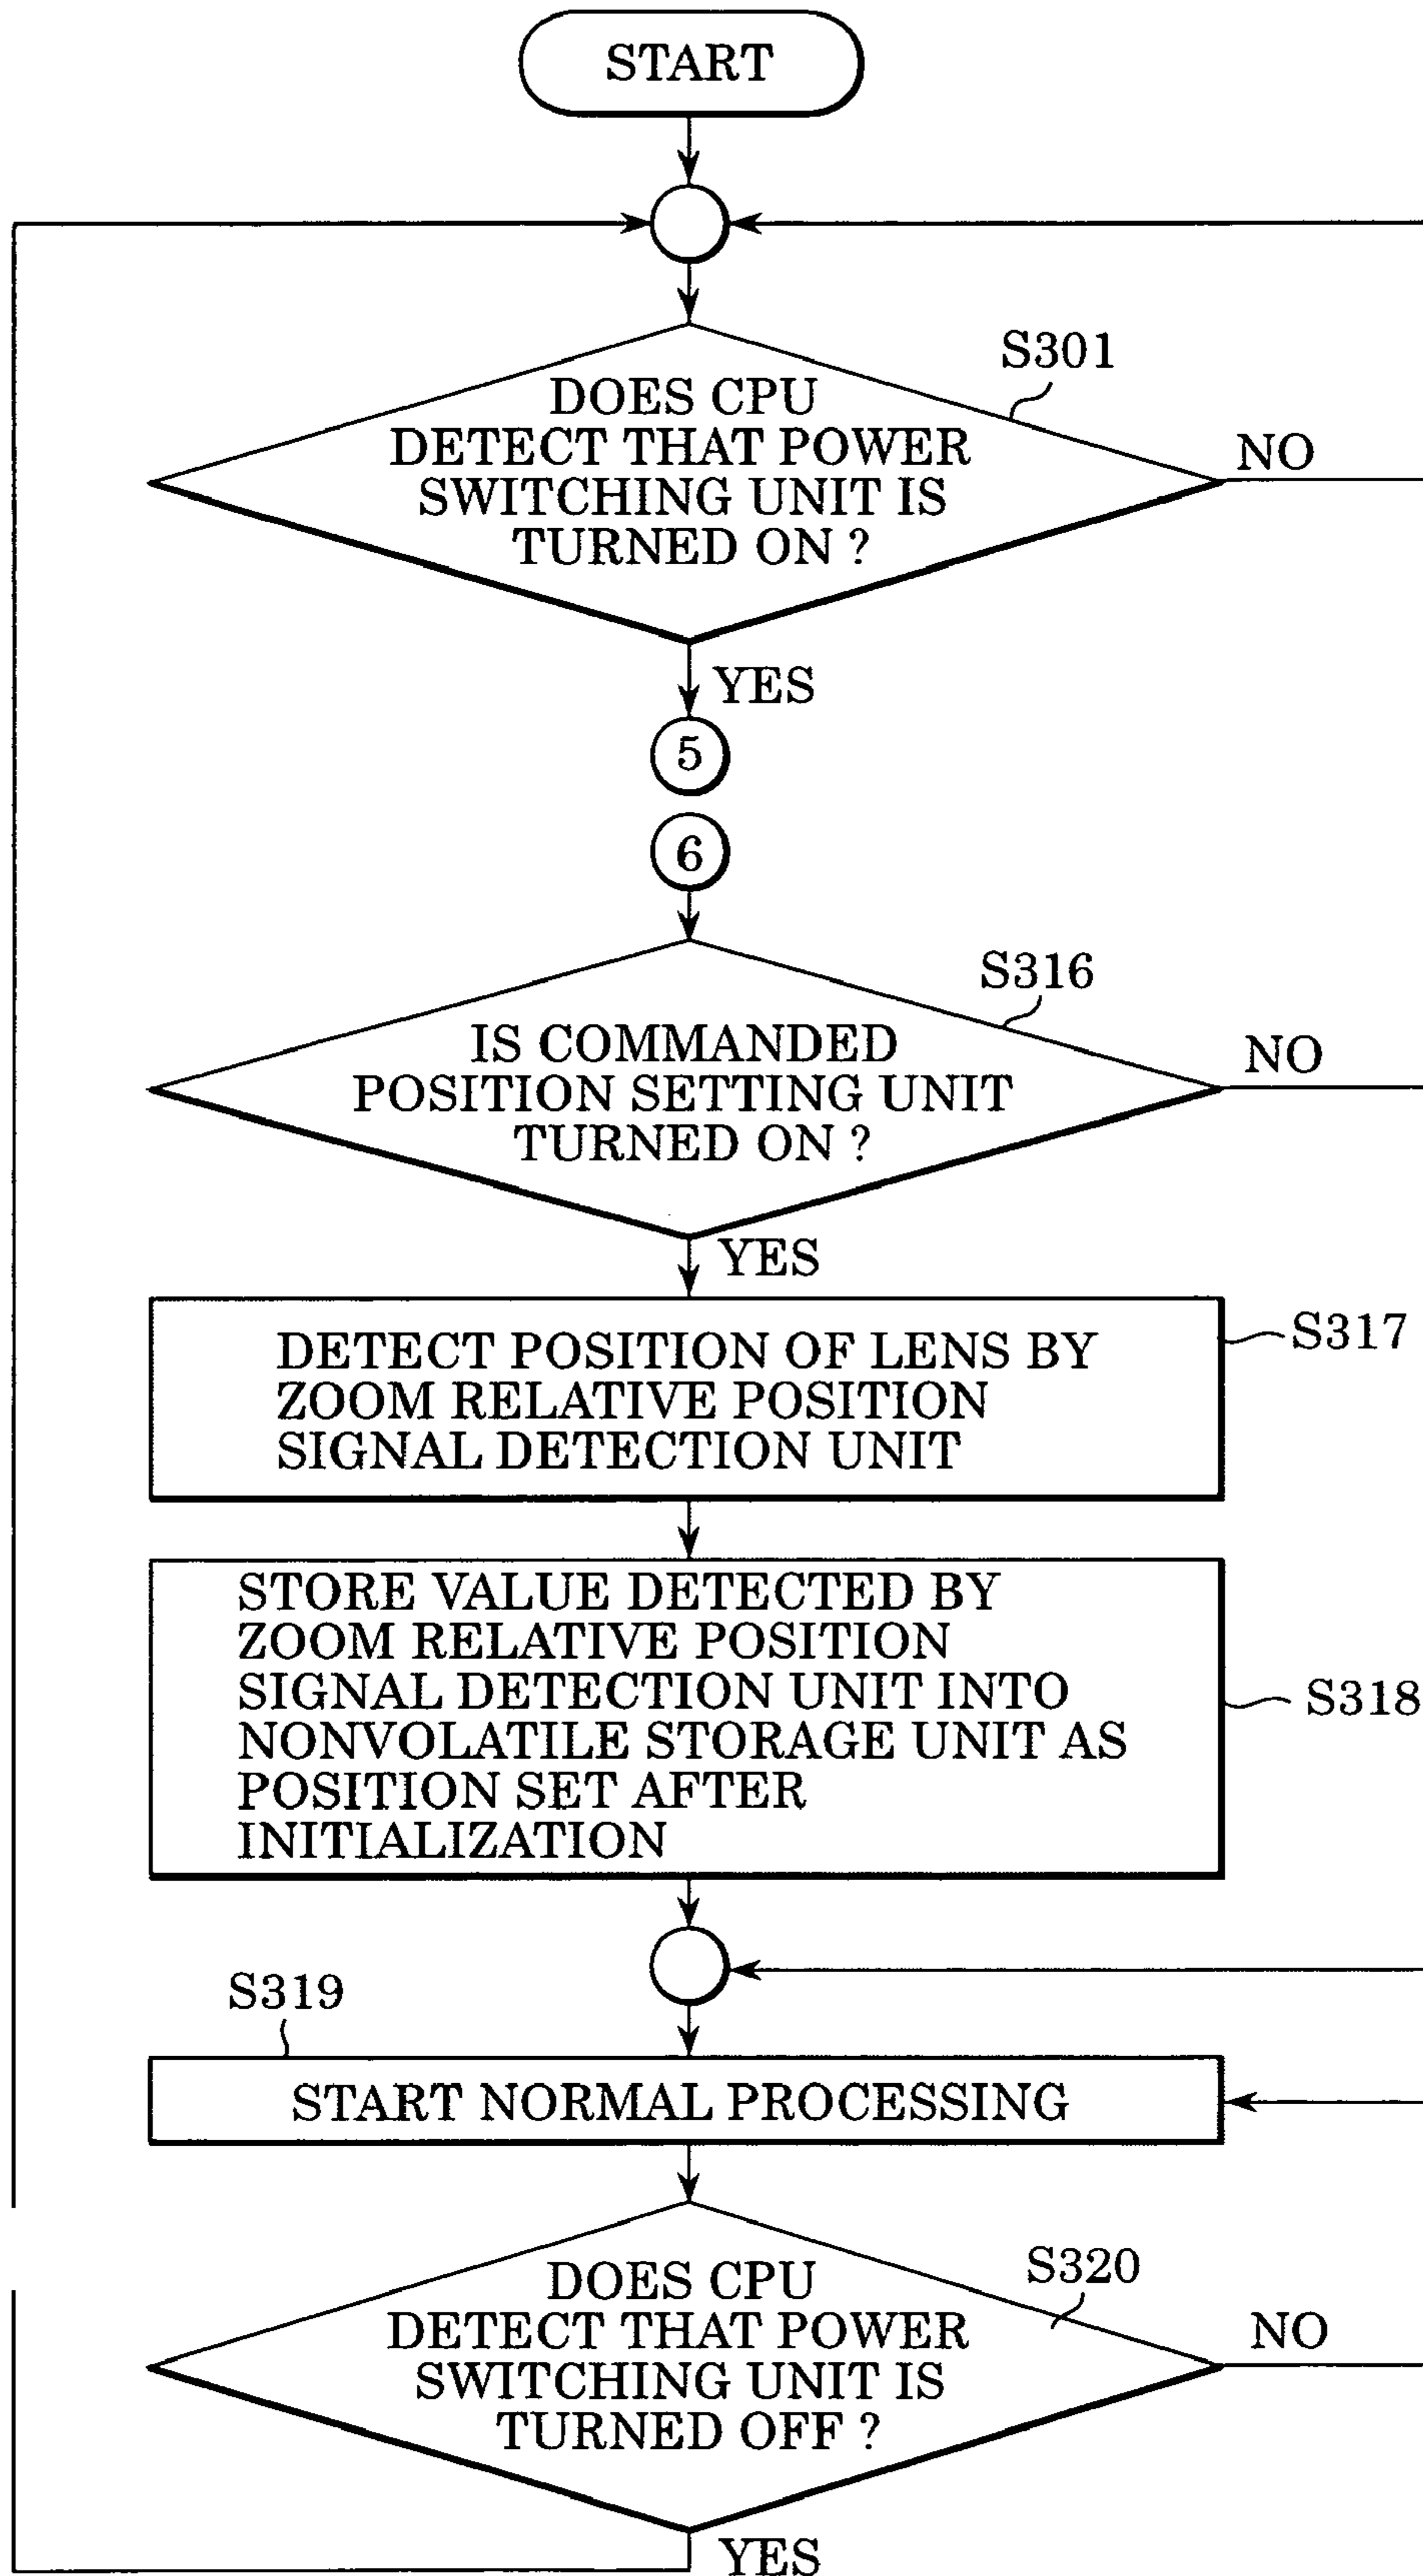 START
S301
DOES CPU
DETECT THAT POWER
SWITCHING UNIT IS
TURNED ON ?
NO
YES
5
6
S316
IS COMMANDED
POSITION SETTING UNIT
TURNED ON ?
NO
YES
S317
DETECT POSITION OF LENS BY
ZOOM RELATIVE POSITION
SIGNAL DETECTION UNIT
STORE VALUE DETECTED BY
ZOOM RELATIVE POSITION
SIGNAL DETECTION UNIT INTO
NONVOLATILE STORAGE UNIT AS
POSITION SET AFTER
INITIALIZATION
S318
S319
START NORMAL PROCESSING
S320
DOES CPU
DETECT THAT POWER
SWITCHING UNIT IS
TURNED OFF ?
NO
YES